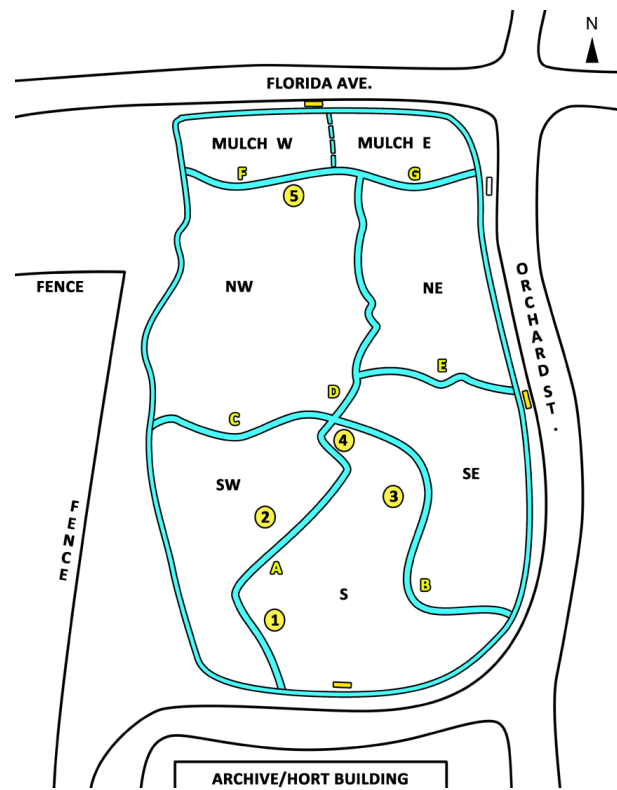 N
FLORIDA AVE.
MULCH W
MULCH E
F
G
5
ORCHARD ST.
FENCE
NW
NE
E
D
C
4
SW
SE
3
2
FENCE
A
B
S
1
ARCHIVE/HORT BUILDING